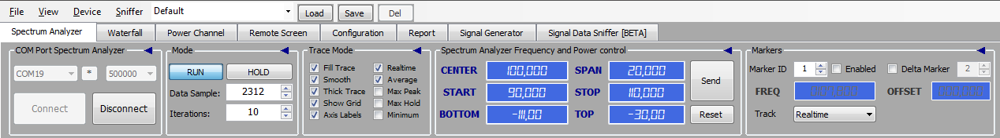 File View Device Sniffer Default Load Save Del
Spectrum Analyzer Waterfall Power Channel Remote Screen Configuration Report Signal Generator Signal Data Sniffer [BETA]
COM Port Spectrum Analyzer Mode Trace Mode Spectrum Analyzer Frequency and Power control Markers
COM19 * 500000 RUN HOLD Fill Trace Realtime CENTER 100,000 SPAN 20,000 Send Marker ID 1 Enabled Delta Marker 2
Smooth Average
Data Sample: 2312 Thick Trace Max Peak START 90,000 STOP 110,000 FREQ OFFSET
Connect Disconnect Show Grid Max Hold
Iterations: 10 Axis Labels Minimum BOTTOM -111,00 TOP -30,00 Reset Track Realtime